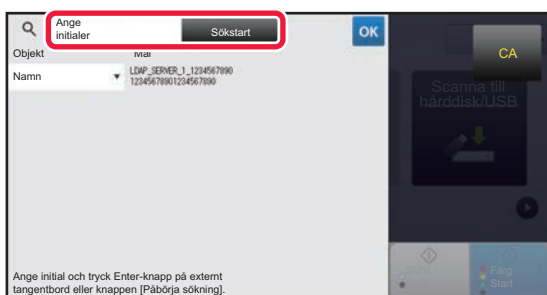 Ange
initialer
Sökstart
OK
CA
Objekt
Mål
Namn
LDAP_SERVER_1_1234567890
12345678901234567890
Scanna till
hårddisk/USB
Färg
Start
Ange initial och tryck Enter-knapp på externt
tangentbord eller knappen [Påbörja sökning].